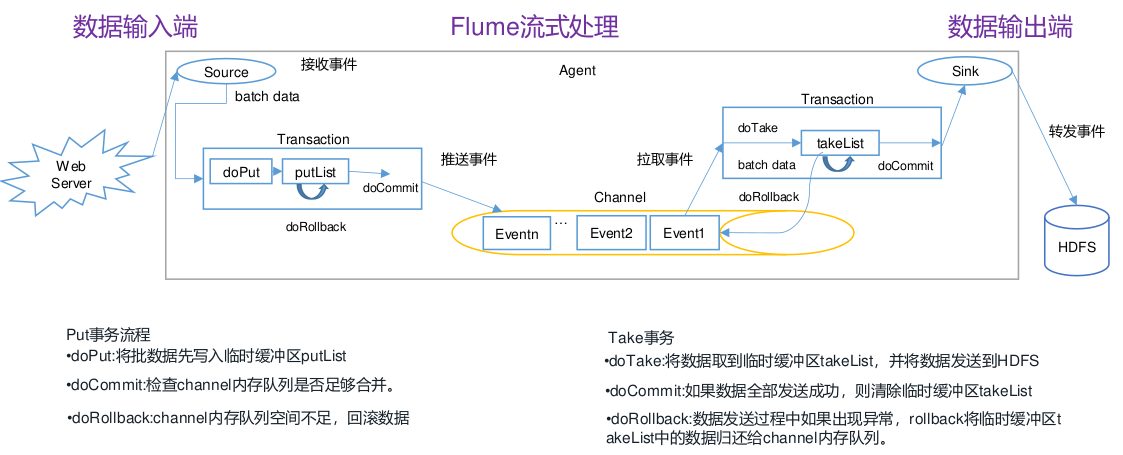 数据输入端
Flume流式处理
数据输出端
Source
接收事件
Agent
Sink
batch data
Transaction
Transaction
doTake
takeList
转发事件
Web
Server
doPut
putList
推送事件
拉取事件
batch data
doCommit
doCommit
doRollback
Channel
doRollback
Eventn
...
Event2
Event1
HDFS
Put事务流程
•doPut:将批数据先写入临时缓冲区putList
•doCommit:检查channel内存队列是否足够合并。
•doRollback:channel内存队列空间不足，回滚数据
Take事务
•doTake:将数据取到临时缓冲区takeList，并将数据发送到HDFS
•doCommit:如果数据全部发送成功，则清除临时缓冲区takeList
•doRollback:数据发送过程中如果出现异常，rollback将临时缓冲区t
akeList中的数据归还给channel内存队列。